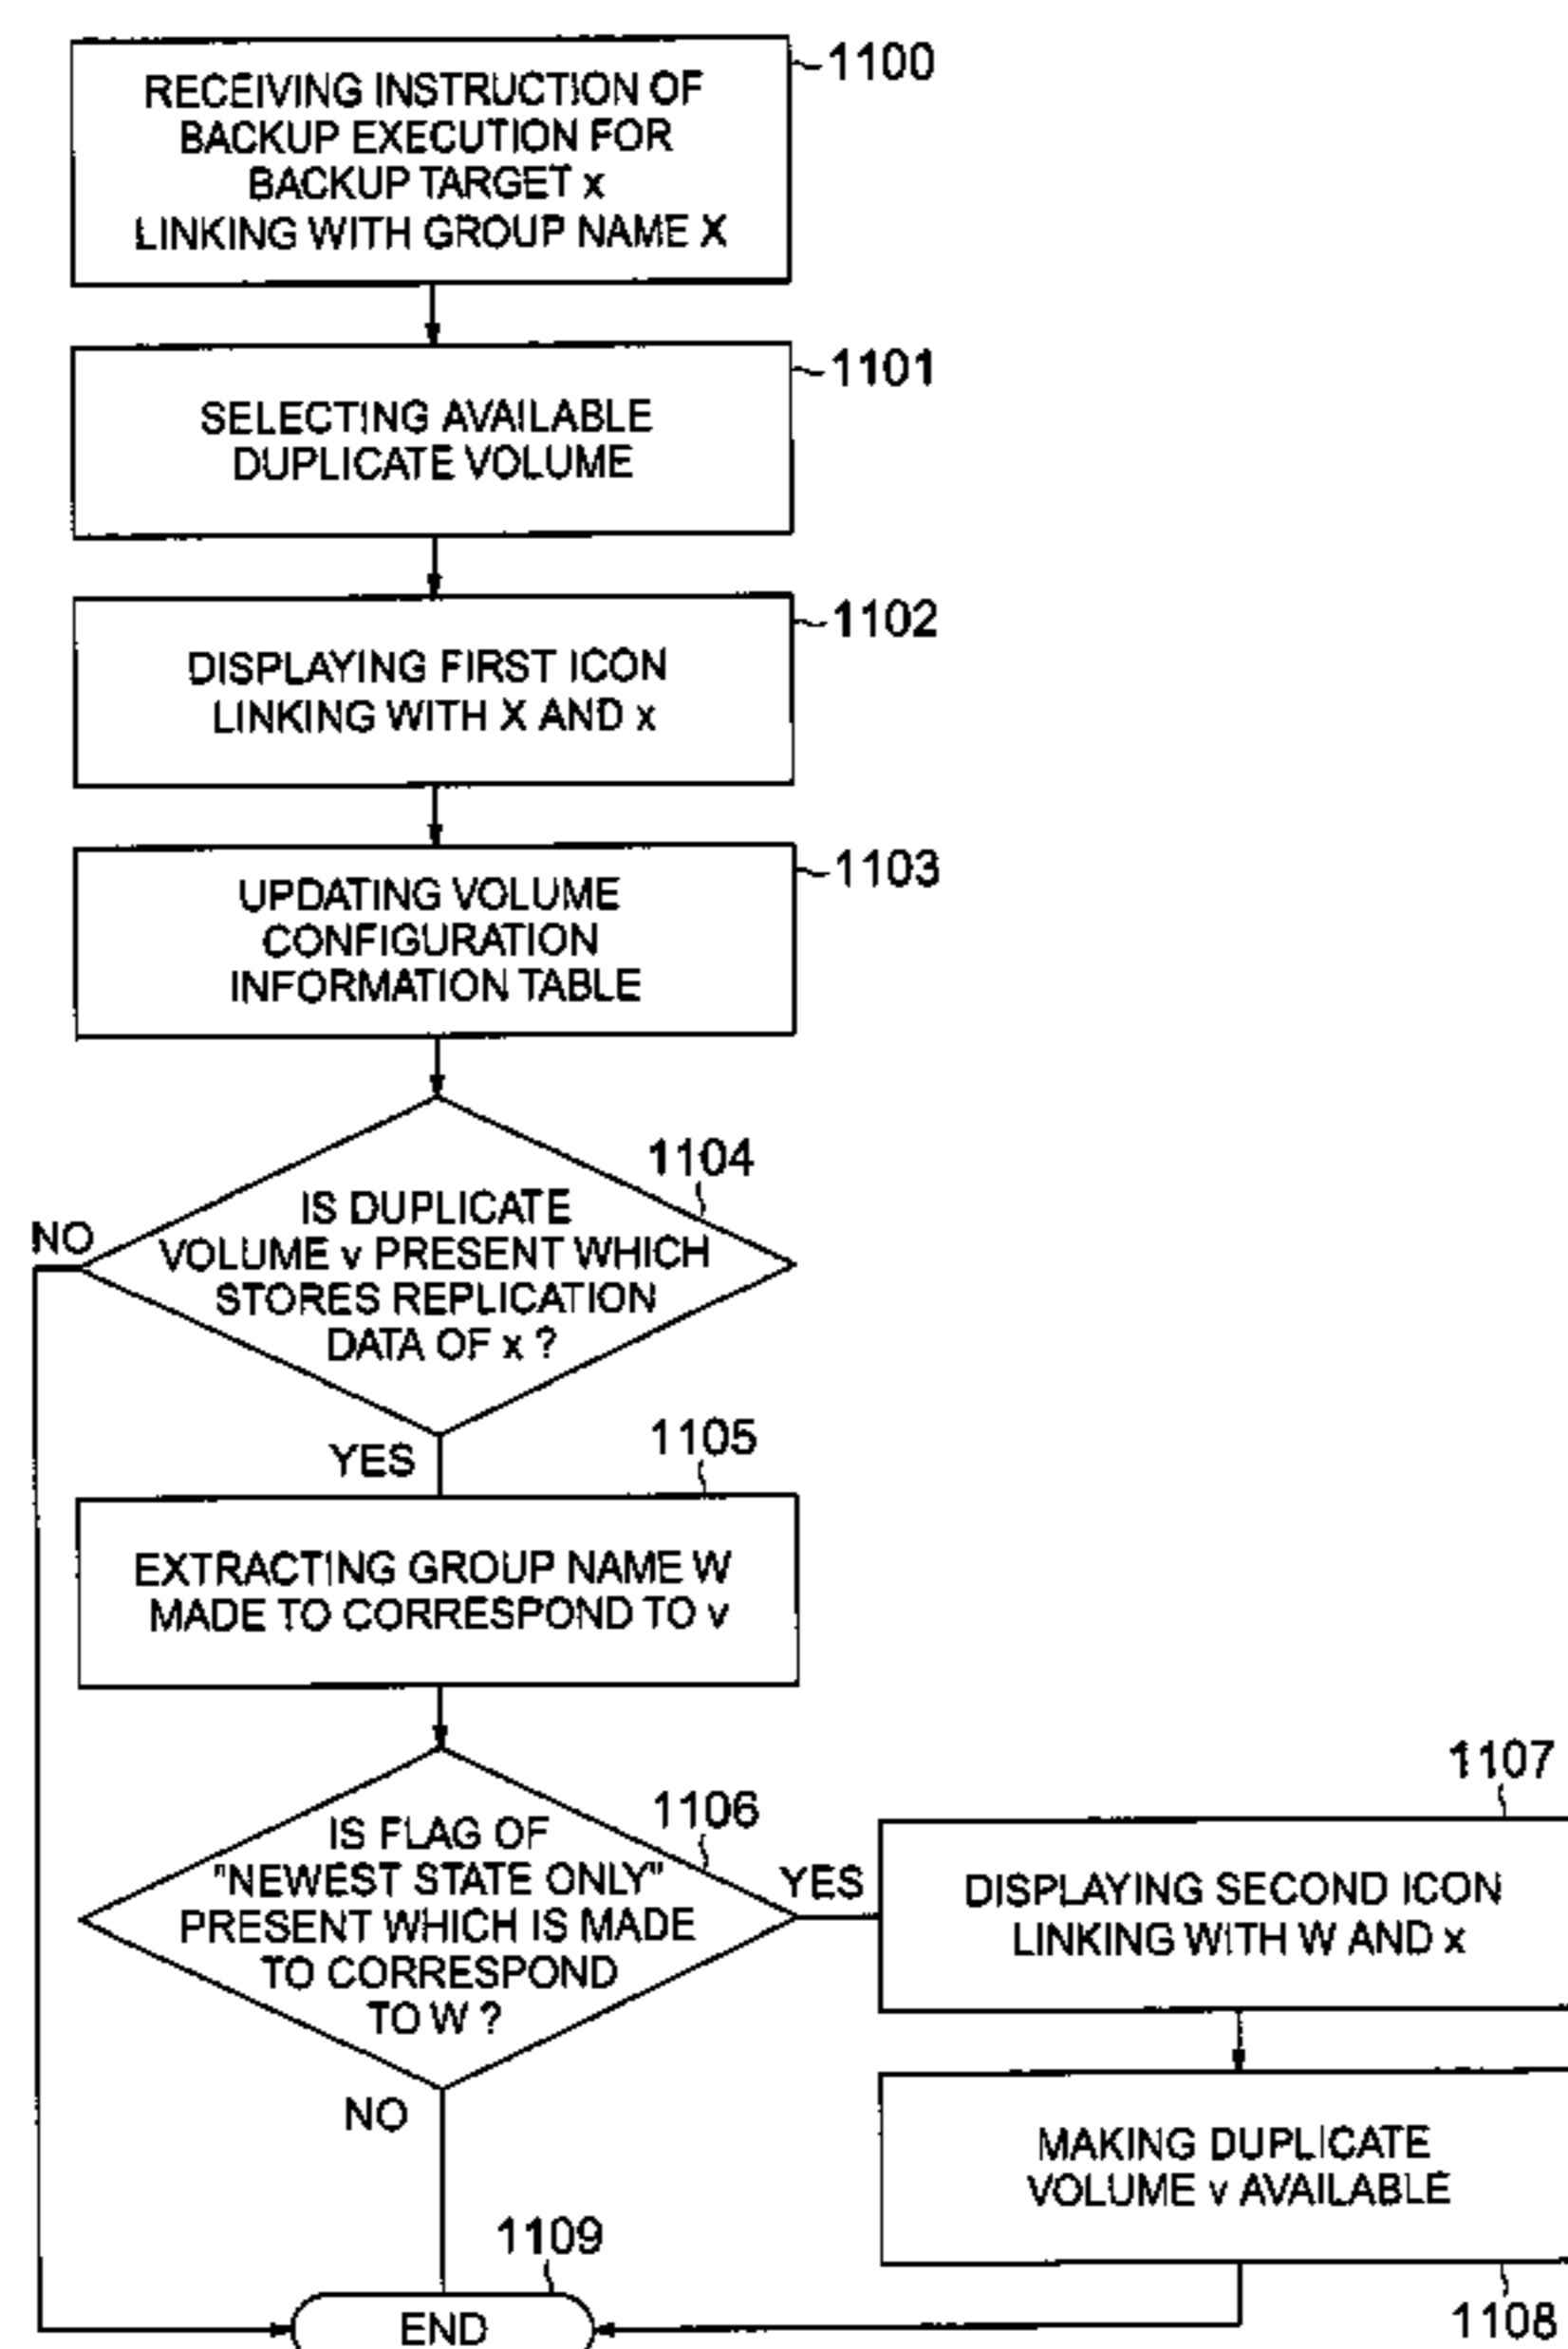 1100
RECEIVING INSTRUCTION OF
BACKUP EXECUTION FOR
BACKUP TARGET x
LINKING WITH GROUP NAME X
1101
SELECTING AVAILABLE
DUPLICATE VOLUME
1102
DISPLAYING FIRST ICON
LINKING WITH X AND x
1103
UPDATING VOLUME
CONFIGURATION
INFORMATION TABLE
1104
NO
IS DUPLICATE
VOLUME v PRESENT WHICH
STORES REPLICATION
DATA OF x ?
YES
1105
EXTRACTING GROUP NAME W
MADE TO CORRESPOND TO v
1106
IS FLAG OF
"NEWEST STATE ONLY"
PRESENT WHICH IS MADE
TO CORRESPOND
TO W ?
YES
NO
1107
DISPLAYING SECOND ICON
LINKING WITH W AND x
MAKING DUPLICATE
VOLUME v AVAILABLE
1108
1109
END